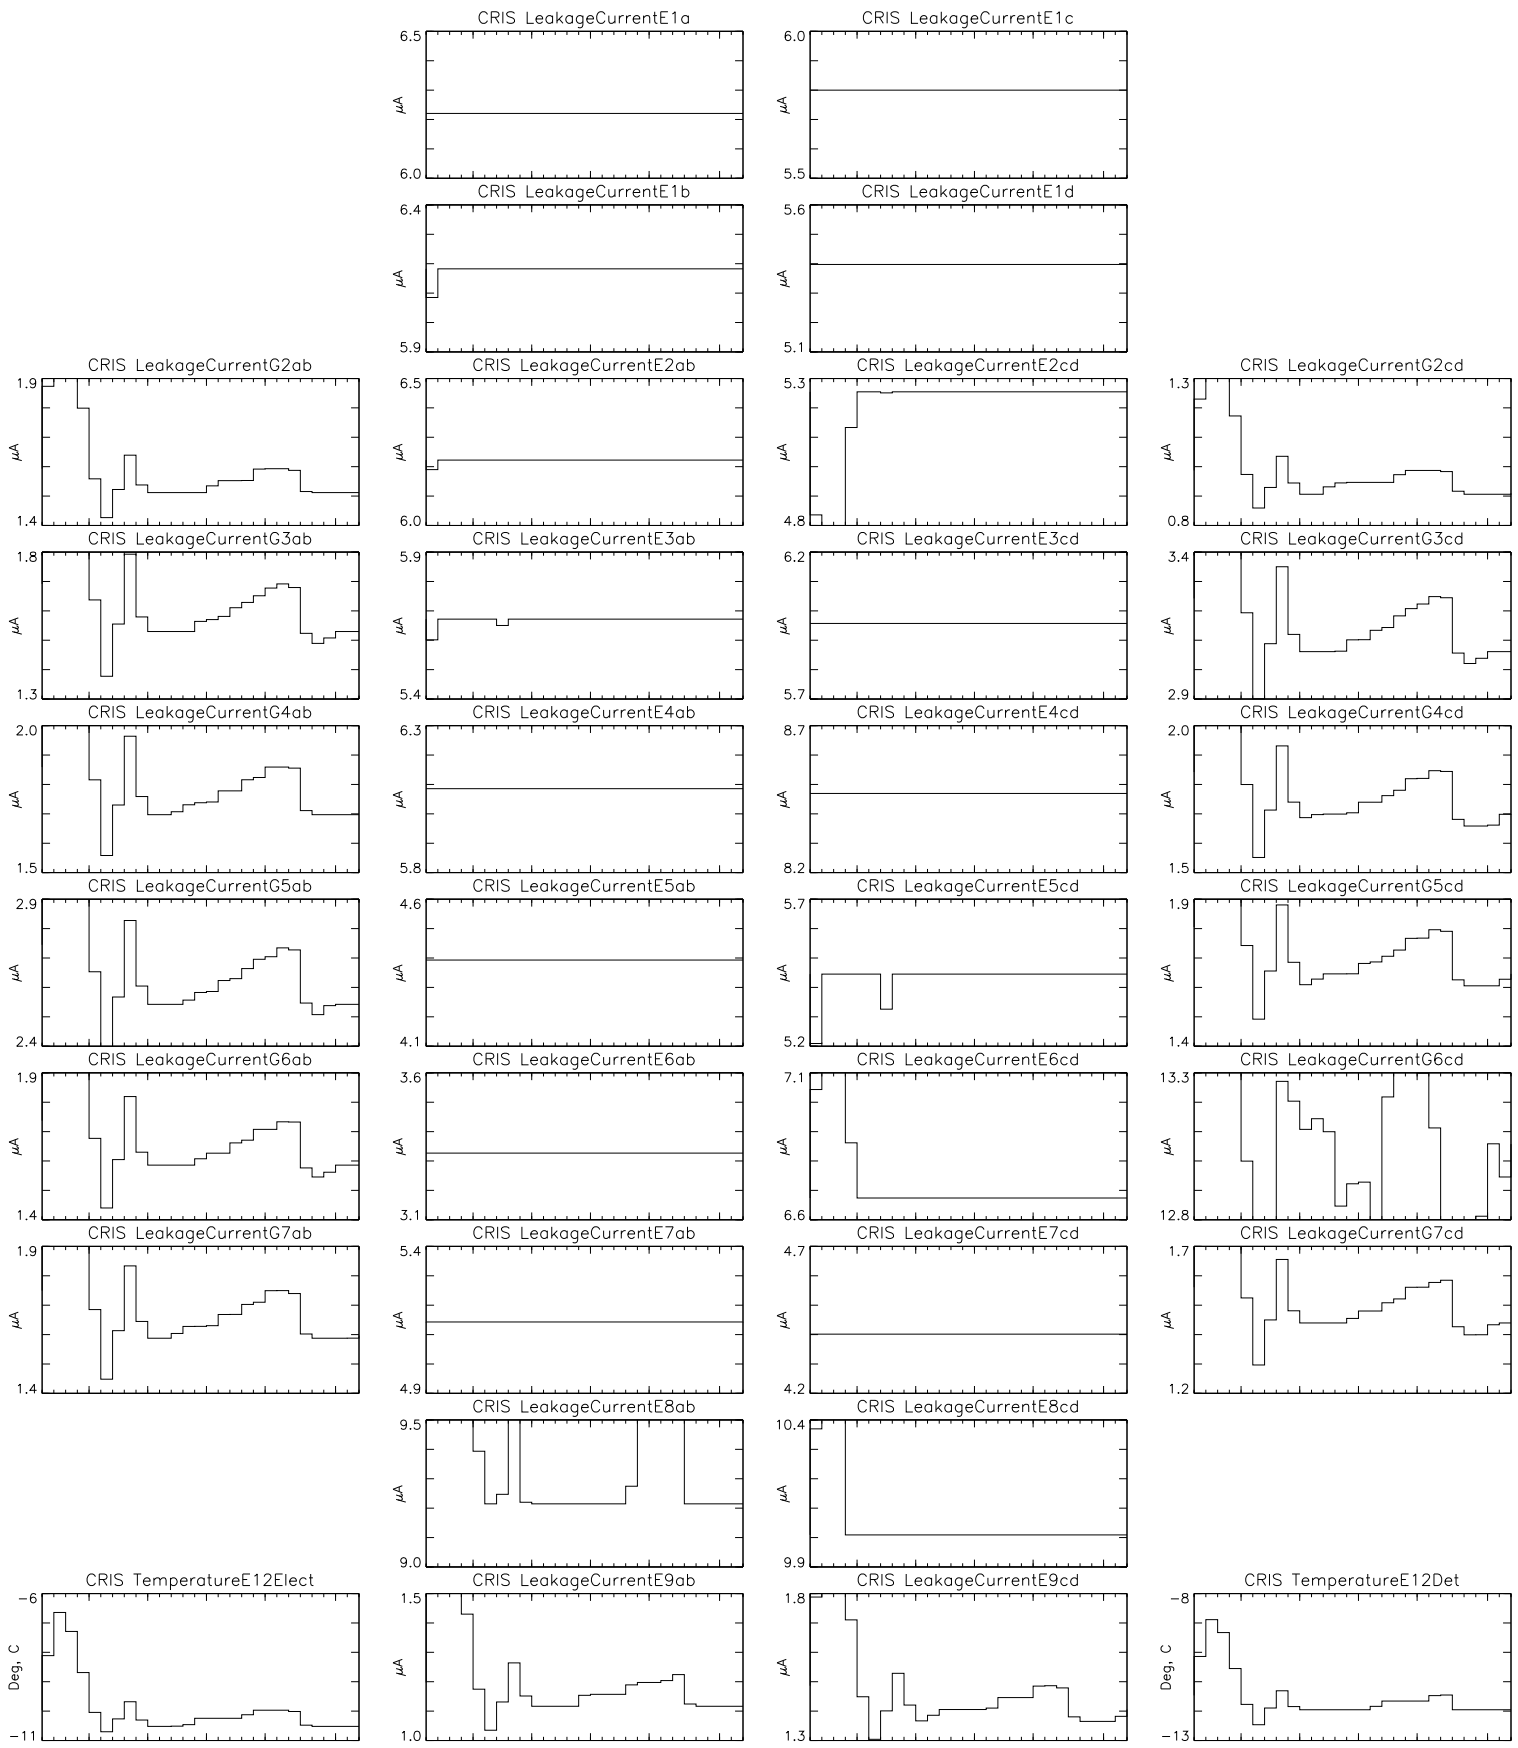 CRIS LeakageCurrentE1a
6.5
μA
6.0
CRIS LeakageCurrentE1c
6.0
μA
5.5
CRIS LeakageCurrentE1b
6.4
μA
5.9
CRIS LeakageCurrentE1d
5.6
μA
5.1
CRIS LeakageCurrentG2ab
1.9
μA
1.4
CRIS LeakageCurrentE2ab
6.5
μA
6.0
CRIS LeakageCurrentE2cd
5.3
μA
4.8
CRIS LeakageCurrentG2cd
1.3
μA
0.8
CRIS LeakageCurrentG3ab
1.8
μA
1.3
CRIS LeakageCurrentE3ab
5.9
μA
5.4
CRIS LeakageCurrentE3cd
6.2
μA
5.7
CRIS LeakageCurrentG3cd
3.4
μA
2.9
CRIS LeakageCurrentG4ab
2.0
μA
1.5
CRIS LeakageCurrentE4ab
6.3
μA
5.8
CRIS LeakageCurrentE4cd
8.7
μA
8.2
CRIS LeakageCurrentG4cd
2.0
μA
1.5
CRIS LeakageCurrentG5ab
2.9
μA
2.4
CRIS LeakageCurrentE5ab
4.6
μA
4.1
CRIS LeakageCurrentE5cd
5.7
μA
5.2
CRIS LeakageCurrentG5cd
1.9
μA
1.4
CRIS LeakageCurrentG6ab
1.9
μA
1.4
CRIS LeakageCurrentE6ab
3.6
μA
3.1
CRIS LeakageCurrentE6cd
7.1
μA
6.6
CRIS LeakageCurrentG6cd
13.3
μA
12.8
CRIS LeakageCurrentG7ab
1.9
μA
1.4
CRIS LeakageCurrentE7ab
5.4
μA
4.9
CRIS LeakageCurrentE7cd
4.7
μA
4.2
CRIS LeakageCurrentG7cd
1.7
μA
1.2
CRIS LeakageCurrentE8ab
9.5
μA
9.0
CRIS LeakageCurrentE8cd
10.4
μA
9.9
CRIS TemperatureE12Elect
-6
Deg, C
-11
CRIS LeakageCurrentE9ab
1.5
μA
1.0
CRIS LeakageCurrentE9cd
1.8
μA
1.3
CRIS TemperatureE12Det
-8
Deg, C
-13